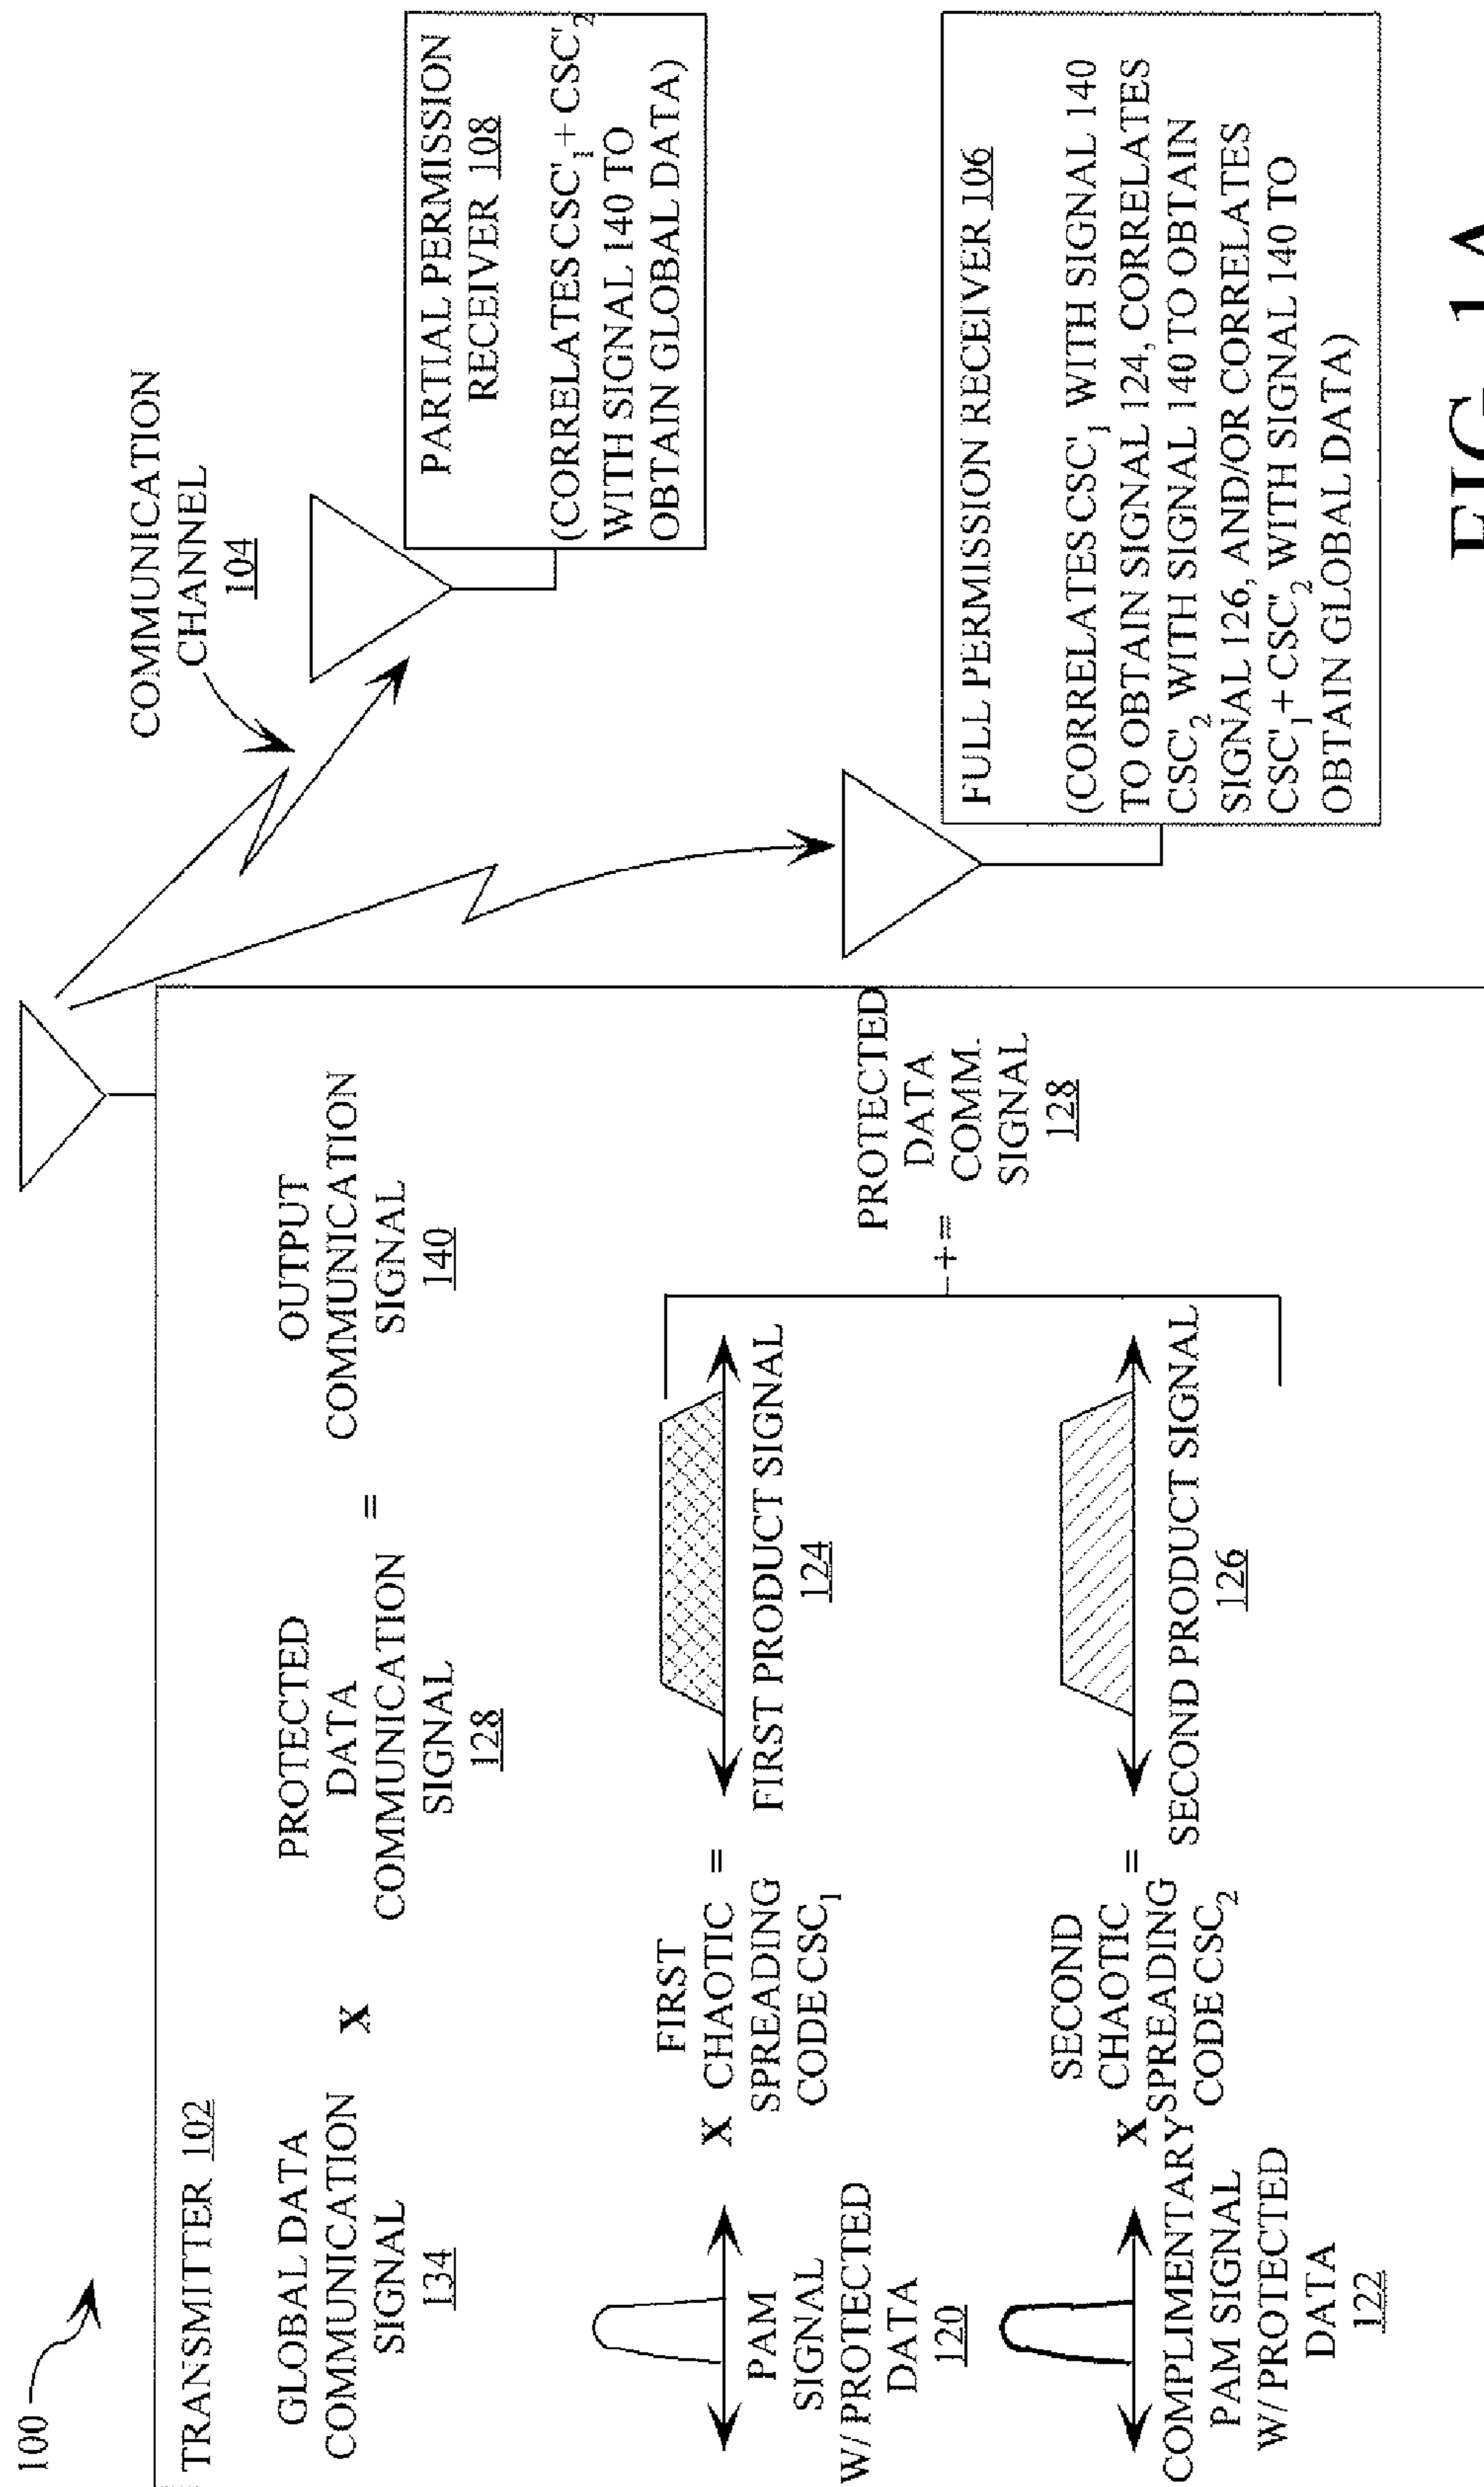 100
TRANSMITTER 102
GLOBAL DATA
COMMUNICATION
SIGNAL
134
X
PROTECTED
DATA
COMMUNICATION
SIGNAL
128
=
OUTPUT
COMMUNICATION
SIGNAL
140
PAM
SIGNAL
W/ PROTECTED
DATA
120
X
FIRST
CHAOTIC
SPREADING
CODE CSC1
=
FIRST PRODUCT SIGNAL
124
COMPLIMENTARY
PAM SIGNAL
W/ PROTECTED
DATA
122
X
SECOND
CHAOTIC
SPREADING
CODE CSC2
=
SECOND PRODUCT SIGNAL
126
+ =
PROTECTED
DATA
COMM.
SIGNAL
128
COMMUNICATION
CHANNEL
104
PARTIAL PERMISSION
RECEIVER 108
(CORRELATES CSC'1 + CSC'2
WITH SIGNAL 140 TO
OBTAIN GLOBAL DATA)
FULL PERMISSION RECEIVER 106
(CORRELATES CSC'1 WITH SIGNAL 140
TO OBTAIN SIGNAL 124, CORRELATES
CSC'2 WITH SIGNAL 140 TO OBTAIN
SIGNAL 126, AND/OR CORRELATES
CSC'1 + CSC'2 WITH SIGNAL 140 TO
OBTAIN GLOBAL DATA)
FIG. 1A